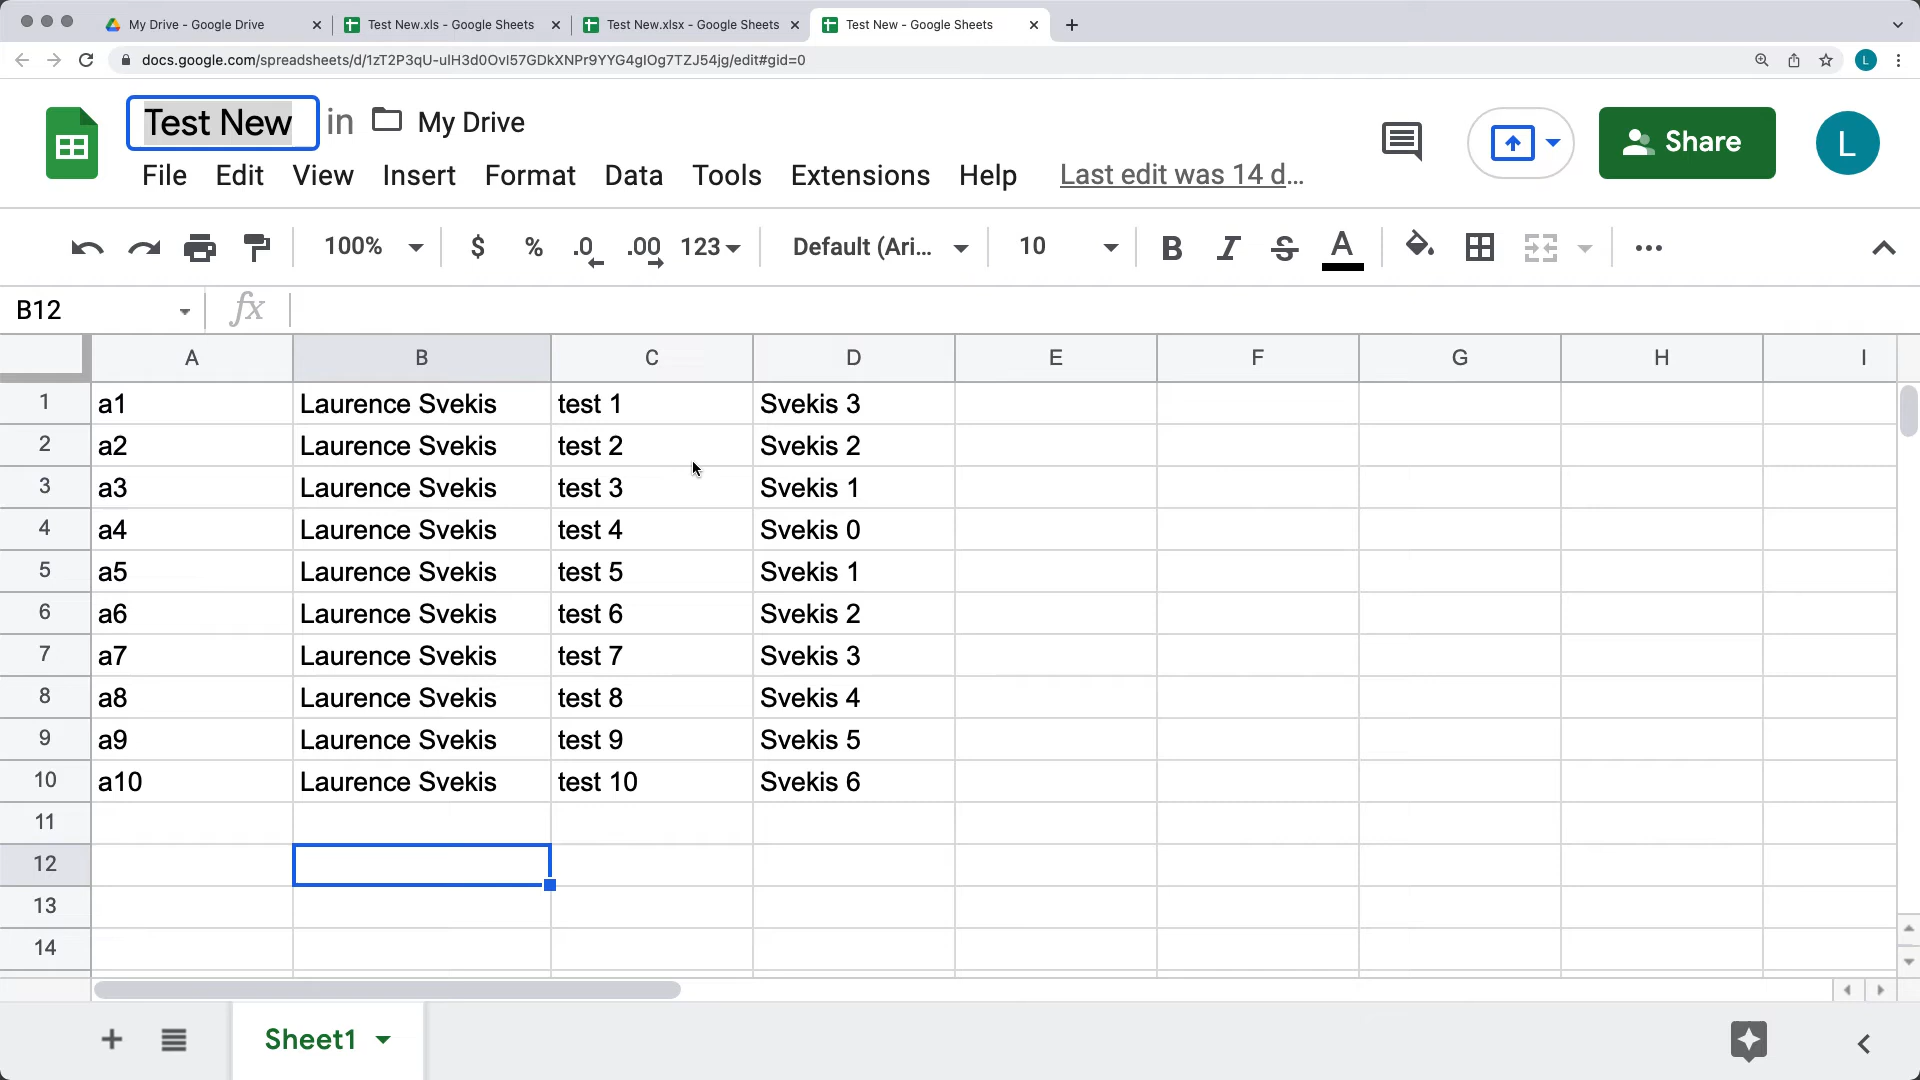 My Drive - Google Drive Test New.xls - Google Sheets Test New.xlsx - Google Sheets Test New - Google Sheets
docs.google.com/spreadsheets/d/1zT2P3qU-ulH3d0OvI57GDkXNPr9YYG4glOg7TZJ54jg/edit#gid=0 L
Test New in My Drive
File Edit View Insert Format Data Tools Extensions Help Last edit was 14 d...
Share L
100% $ % .0 .00 123 Default (Ari... 10 B I S A
B12 fx
A B C D E F G H I
1 a1 Laurence Svekis test 1 Svekis 3
2 a2 Laurence Svekis test 2 Svekis 2
3 a3 Laurence Svekis test 3 Svekis 1
4 a4 Laurence Svekis test 4 Svekis 0
5 a5 Laurence Svekis test 5 Svekis 1
6 a6 Laurence Svekis test 6 Svekis 2
7 a7 Laurence Svekis test 7 Svekis 3
8 a8 Laurence Svekis test 8 Svekis 4
9 a9 Laurence Svekis test 9 Svekis 5
10 a10 Laurence Svekis test 10 Svekis 6
11
12
13
14
Sheet1